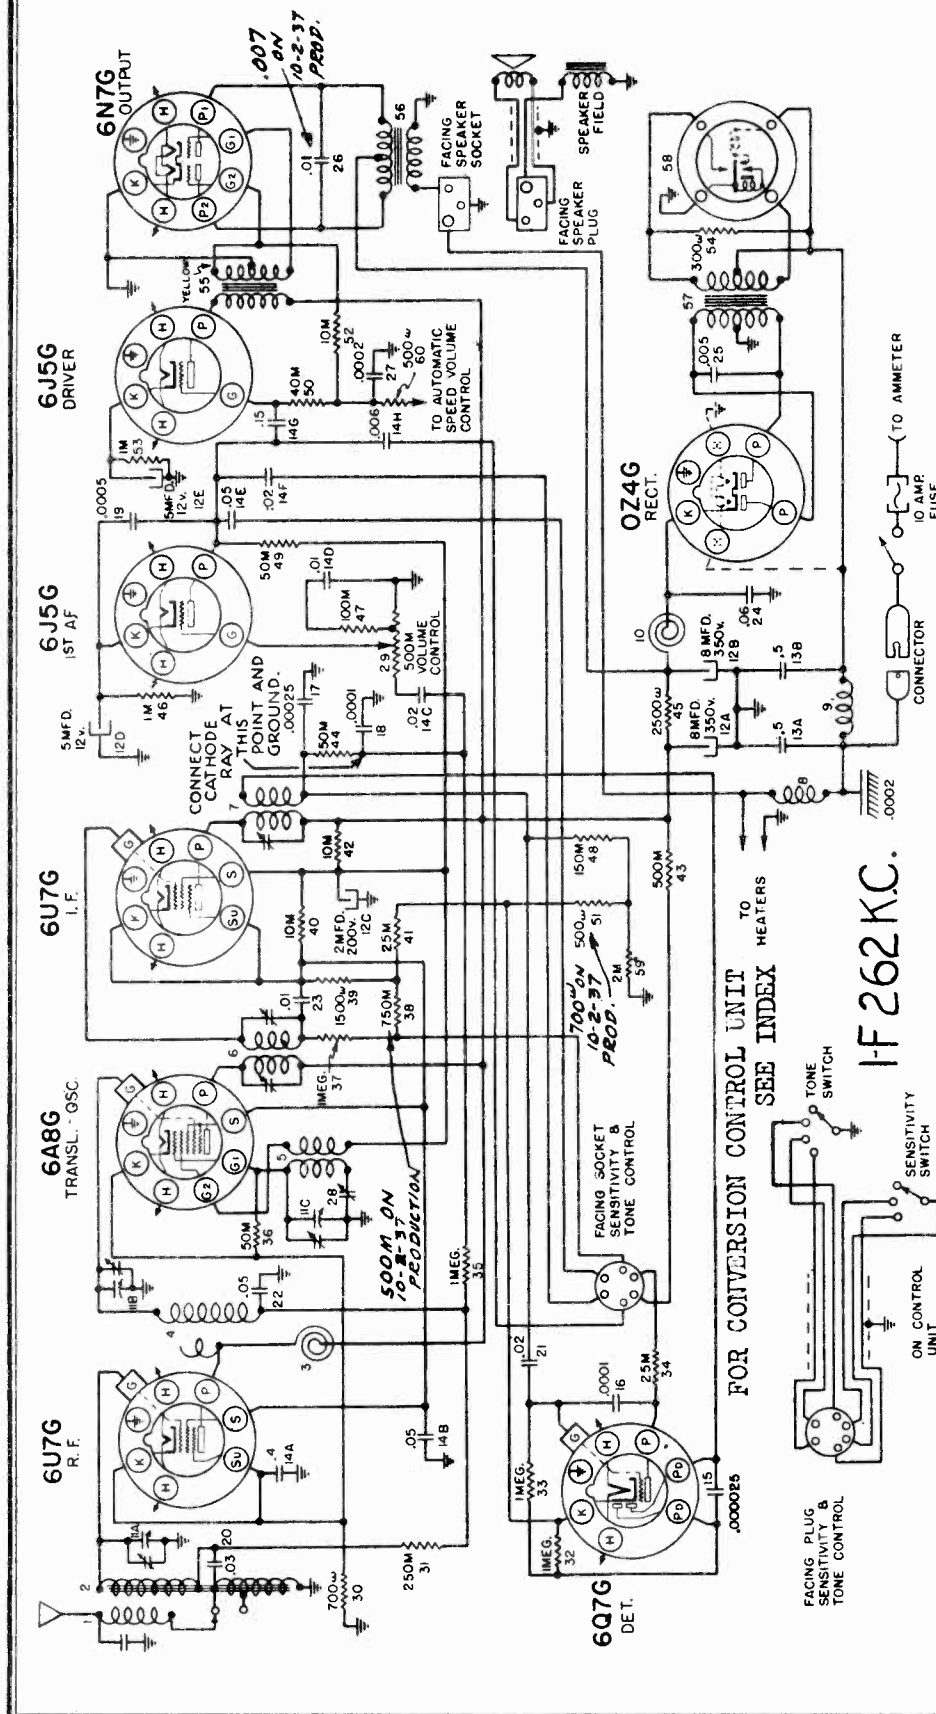 6U7G
R.F.
6A8G
TRANSL.-OSC.
6U7G
I.F.
6J5G
1ST AF
6J5G
DRIVER
6N7G
OUTPUT
.007
ON
10-2-37
PROD.
5MFD.
12v.
12D
1M
46
.0005
19
1M
53
5MFD.
12v.
12E
YELLOW
55
.01
26
56
1
2
11A
20
.03
700ω
30
250M
31
.4
14A
.05
14B
3
4
11B
.05
22
50M
36
5
11C
28
6
1MEG.
37
1500ω
39
.01
23
750M
38
10M
40
25M
41
2MFD.
200v.
12C
10M
42
7
CONNECT
CATHODE
RAY AT
THIS
POINT AND
GROUND.
.00025
17
50M
44
.0001
18
.02
14C
29
500M
VOLUME
CONTROL
100M
47
.01
14D
50M
49
.05
14E
.02
14F
.15
14G
40M
50
10M
52
.0002
27
.006
14H
500ω
60
TO AUTOMATIC
SPEED VOLUME
CONTROL
500M ON
10-2-37
PRODUCTION
1MEG.
35
FACING
SPEAKER
SOCKET
FACING
SPEAKER
PLUG
SPEAKER
FIELD
6Q7G
DET.
1MEG.
33
1MEG.
32
.02
21
.0001
16
25M
34
15
.000025
FACING SOCKET
SENSITIVITY &
TONE CONTROL
700ω ON
10-2-37
PROD.
500ω
51
150M
48
2M
59
500M
43
2500ω
45
8MFD.
350v.
12A
8MFD.
350v.
12B
10
.5
13A
.5
13B
.06
24
OZ4G
RECT.
.005
25
57
300ω
54
58
9
8
.0002
TO
HEATERS
CONNECTOR
10 AMP.
FUSE
TO AMMETER
FOR CONVERSION CONTROL UNIT
SEE INDEX
I-F 262 K.C.
FACING PLUG
SENSITIVITY &
TONE CONTROL
TONE
SWITCH
SENSITIVITY
SWITCH
ON CONTROL
UNIT